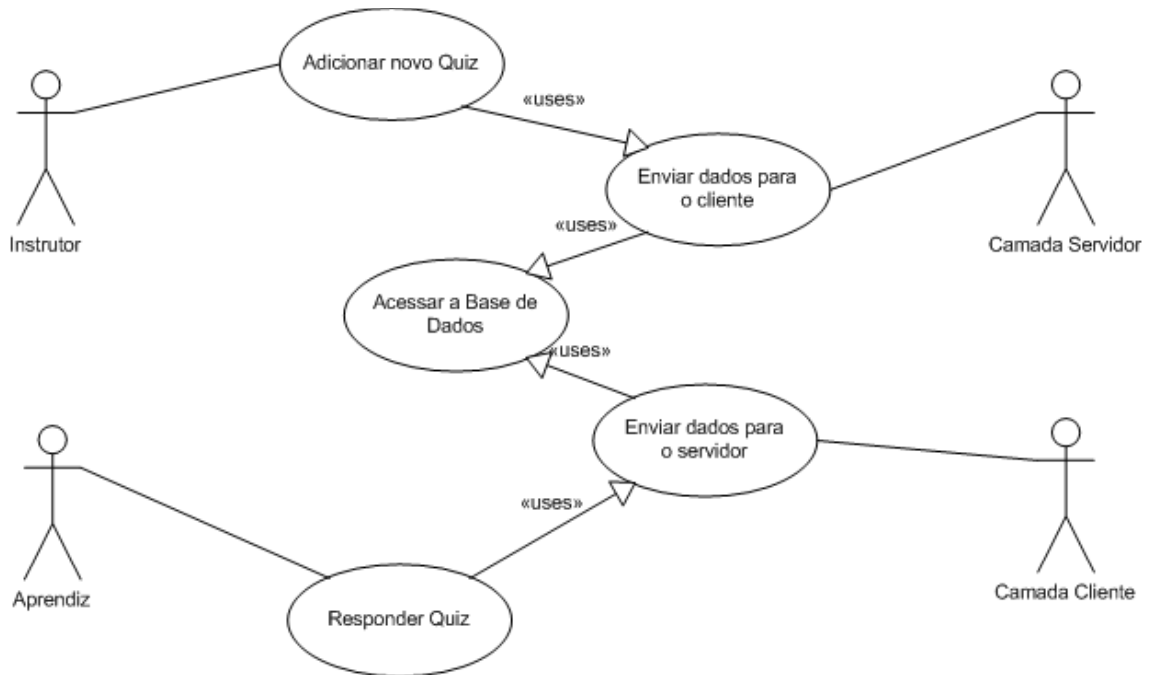 Adicionar novo Quiz
«uses»
Enviar dados para
o cliente
Instrutor
Camada Servidor
«uses»
Acessar a Base de
Dados
«uses»
Enviar dados para
o servidor
«uses»
Aprendiz
Camada Cliente
Responder Quiz